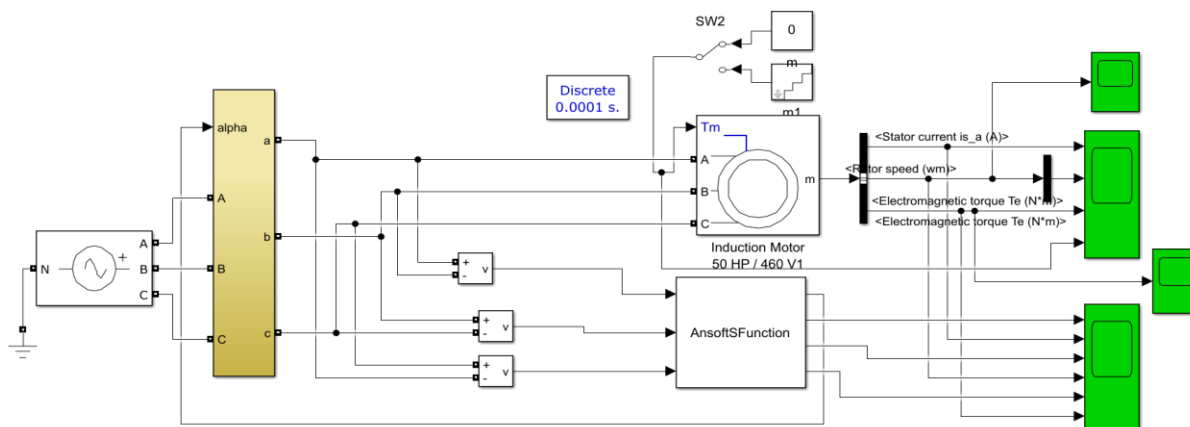 SW2
0
m
Discrete
0.0001 s.
m1
alpha
a
A
b
B
c
C
N
A
B
C
+
Tm
A
B
C
m
<Stator current is_a (A)>
<Rotor speed (wm)>
<Electromagnetic torque Te (N*m)>
<Electromagnetic torque Te (N*m)>
Induction Motor
50 HP / 460 V1
+
-
v
+
-
v
+
-
v
AnsoftSFunction